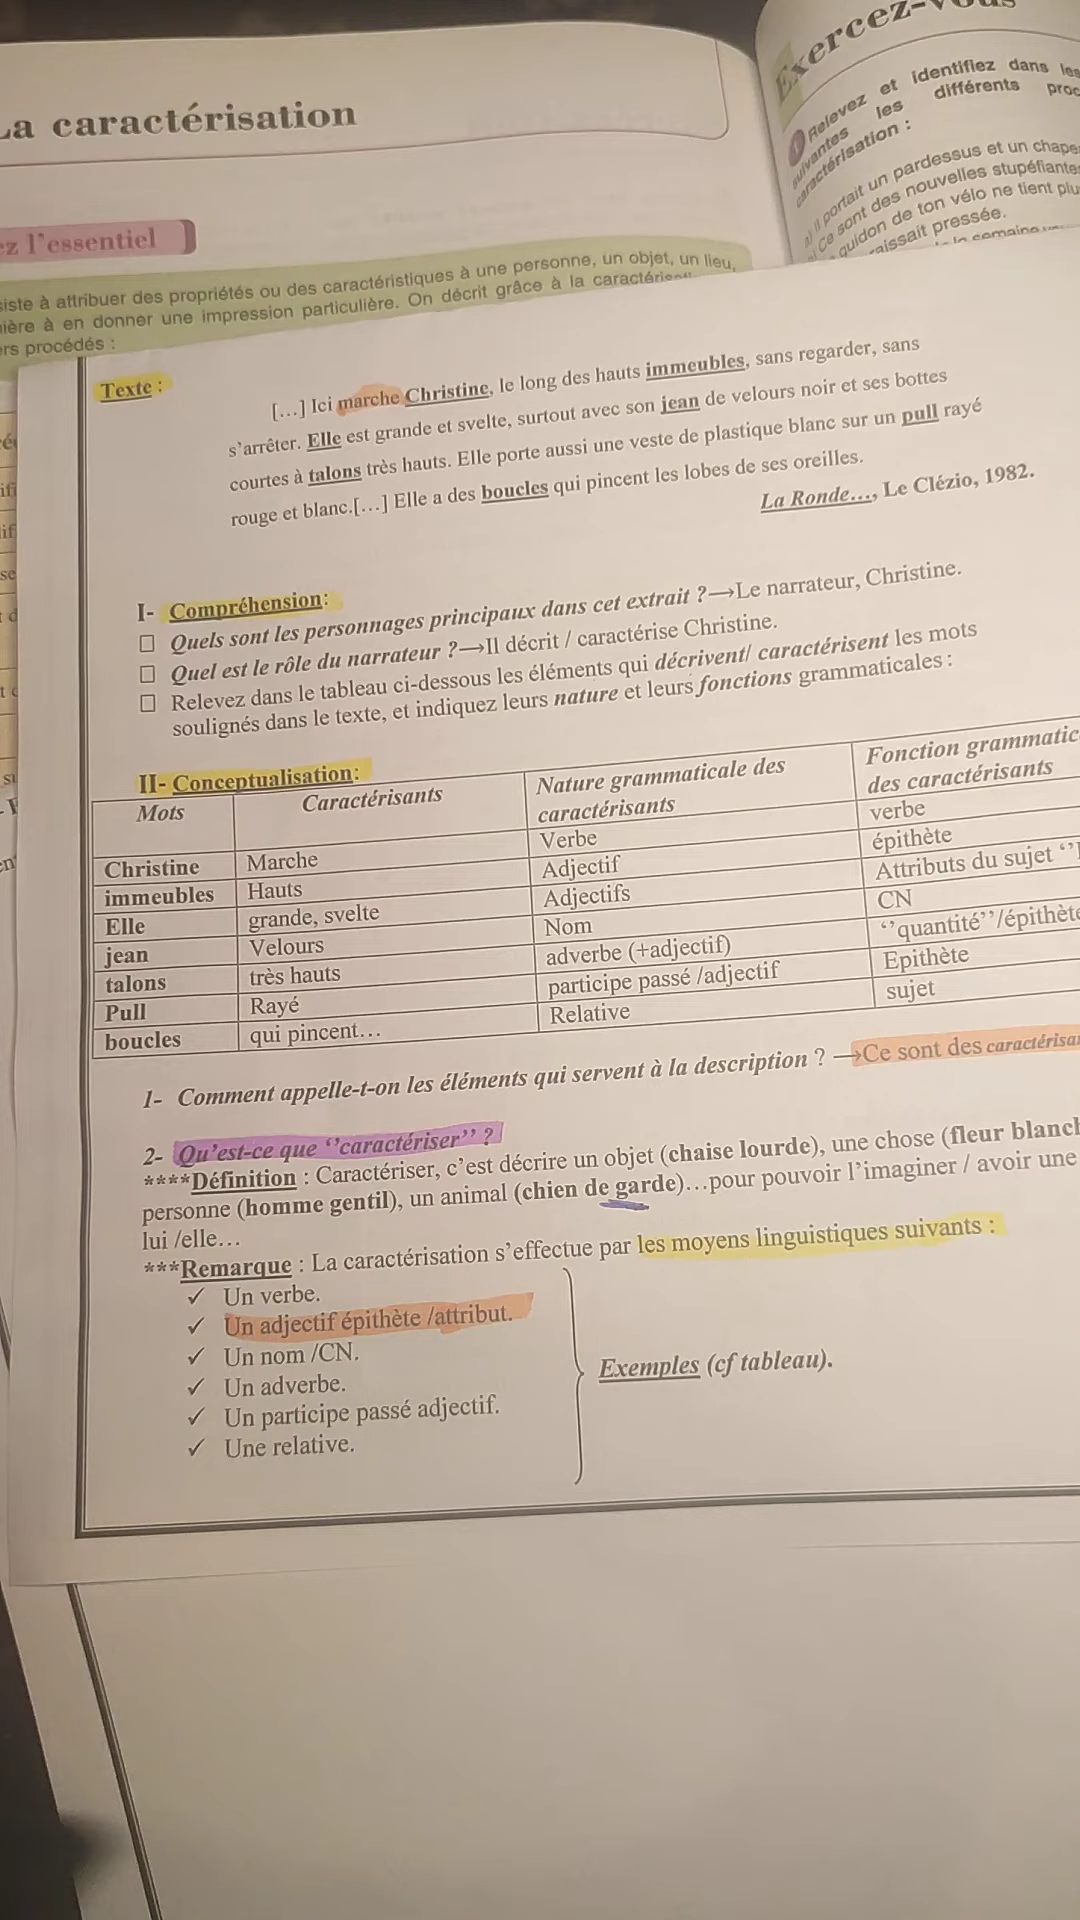 La caractérisation
ez l'essentiel
siste à attribuer des propriétés ou des caractéristiques à une personne, un objet, un lieu,
nière à en donner une impression particulière. On décrit grâce à la
ers procédés :
Exercez-vous
1 Relevez et identifiez dans les
suivantes les différents proc
caractérisation :
a) Il portait un pardessus et un chape
Ce sont des nouvelles stupéfiantes
guidon de ton vélo ne tient plu
raissait pressée.
la semaine
Texte :
[...] Ici marche Christine, le long des hauts immeubles, sans regarder, sans
s'arrêter. Elle est grande et svelte, surtout avec son jean de velours noir et ses bottes
courtes à talons très hauts. Elle porte aussi une veste de plastique blanc sur un pull rayé
rouge et blanc.[...] Elle a des boucles qui pincent les lobes de ses oreilles.
La Ronde..., Le Clézio, 1982.
I- Compréhension:
☐ Quels sont les personnages principaux dans cet extrait ?→Le narrateur, Christine.
☐ Quel est le rôle du narrateur ?→Il décrit / caractérise Christine.
☐ Relevez dans le tableau ci-dessous les éléments qui décrivent/ caractérisent les mots
soulignés dans le texte, et indiquez leurs nature et leurs fonctions grammaticales :
II- Conceptualisation:
Mots Caractérisants Nature grammaticale des caractérisants Fonction grammatic des caractérisants
Christine Marche Verbe verbe
immeubles Hauts Adjectif épithète
Elle grande, svelte Adjectifs Attributs du sujet
jean Velours Nom CN
talons très hauts adverbe (+adjectif) ‘’quantité’’/épithète
Pull Rayé participe passé /adjectif Epithète
boucles qui pincent... Relative sujet
1- Comment appelle-t-on les éléments qui servent à la description ? →Ce sont des caractérisa
2- Qu'est-ce que ‘’caractériser’’ ?
****Définition : Caractériser, c'est décrire un objet (chaise lourde), une chose (fleur blanch
personne (homme gentil), un animal (chien de garde)...pour pouvoir l'imaginer / avoir une
lui /elle...
***Remarque : La caractérisation s'effectue par les moyens linguistiques suivants :
✓ Un verbe.
✓ Un adjectif épithète /attribut.
✓ Un nom /CN.
✓ Un adverbe.
✓ Un participe passé adjectif.
✓ Une relative.
Exemples (cf tableau).